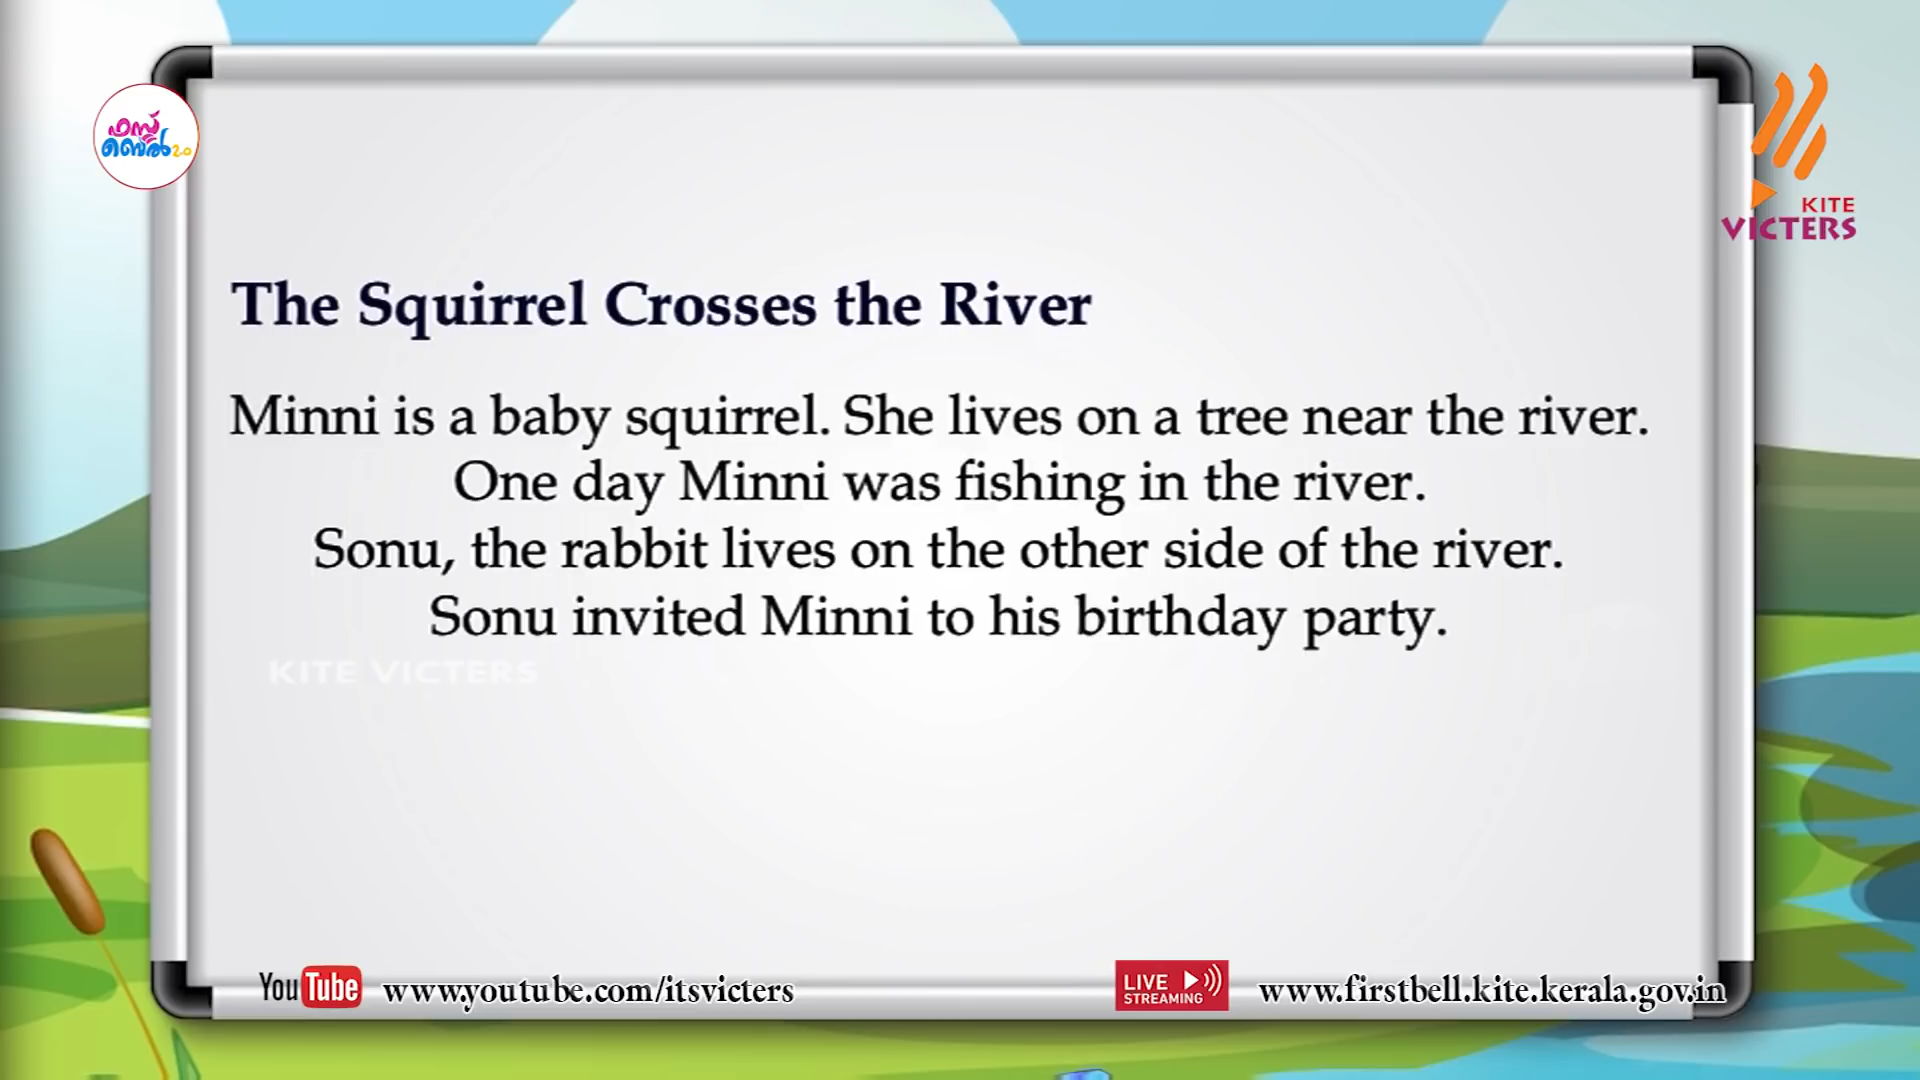 ഫസ്റ്റ്
ബെൽ 2.0
KITE
VICTERS
The Squirrel Crosses the River
Minni is a baby squirrel. She lives on a tree near the river.
One day Minni was fishing in the river.
Sonu, the rabbit lives on the other side of the river.
Sonu invited Minni to his birthday party.
KITE VICTERS
YouTube www.youtube.com/itsvicters
LIVE STREAMING www.firstbell.kite.kerala.gov.in